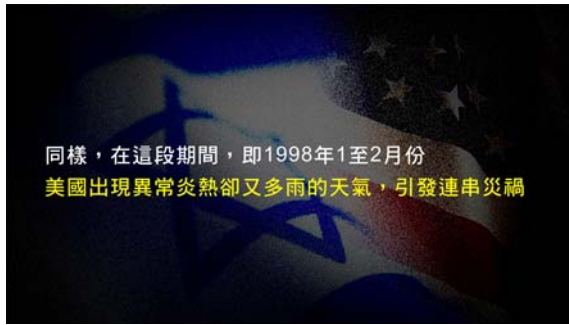 同樣，在這段期間，即1998年1至2月份
美國出現異常炎熱卻又多雨的天氣，引發連串災禍